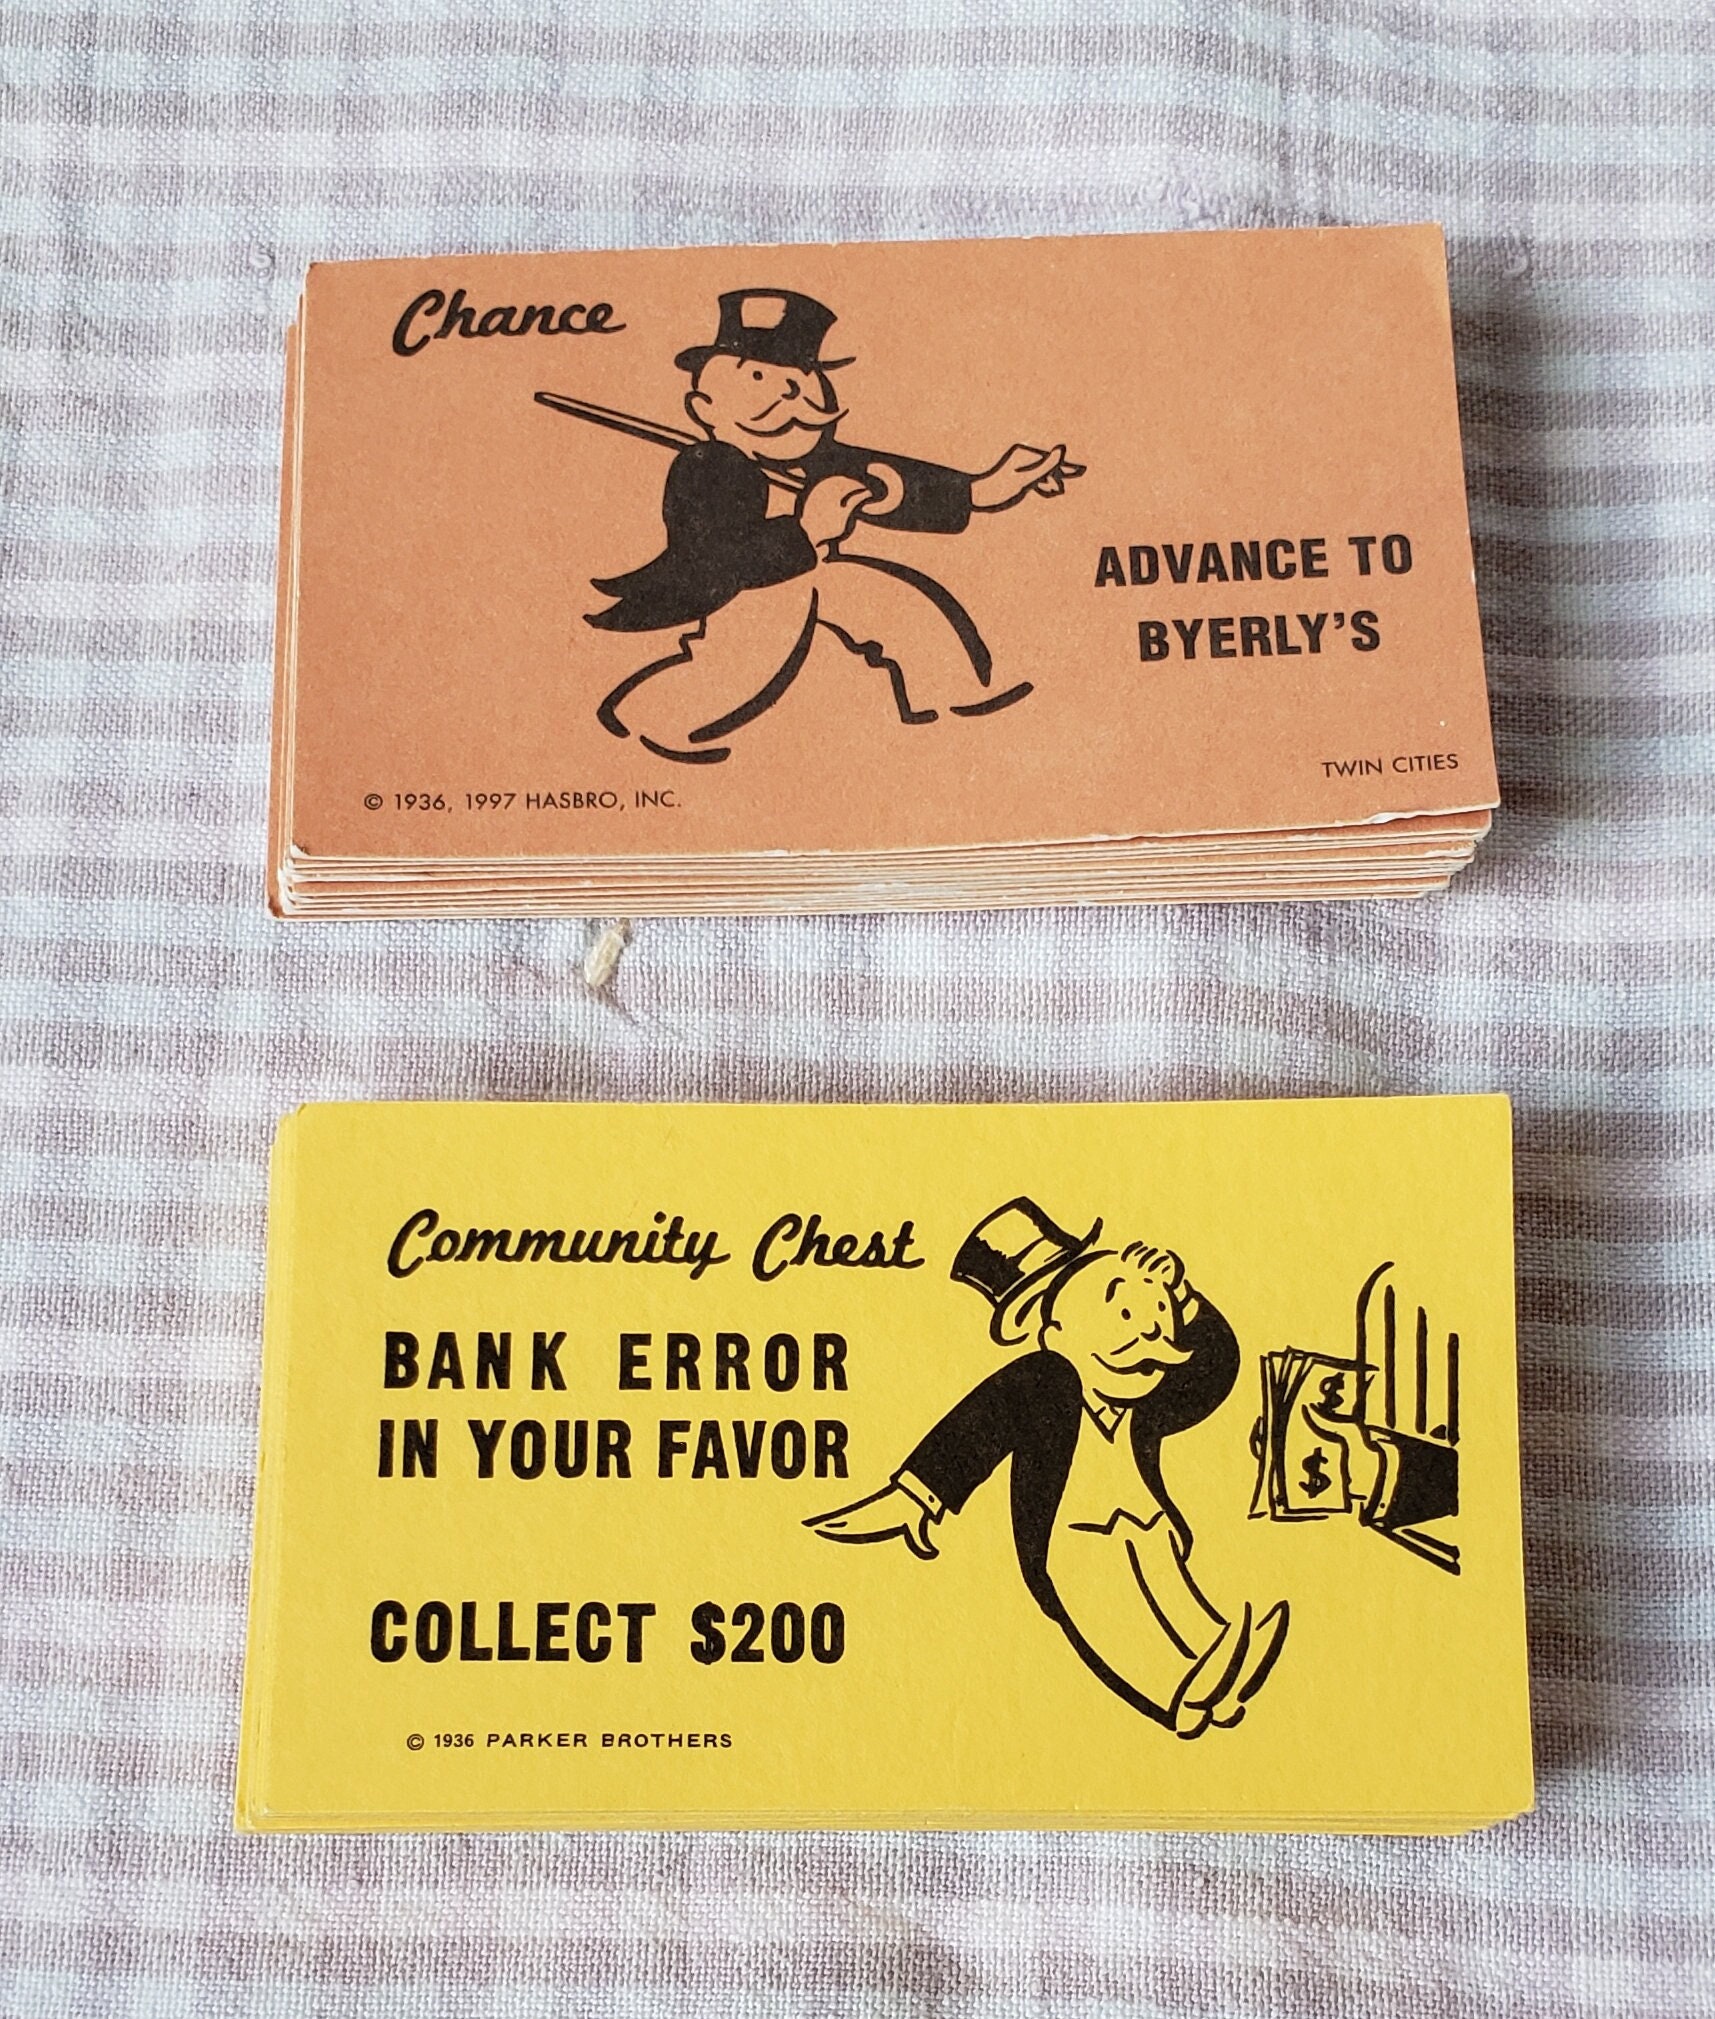 Chance
ADVANCE TO
BYERLY'S
TWIN CITIES
© 1936, 1997 HASBRO, INC.
Community Chest
BANK ERROR
IN YOUR FAVOR
$
$
COLLECT $200
© 1936 PARKER BROTHERS